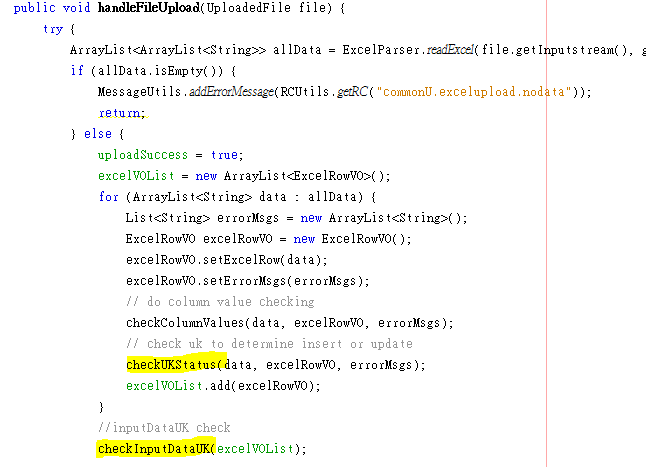 public void handleFileUpload(UploadedFile file) {
try {
ArrayList<ArrayList<String>> allData = ExcelParser.readExcel(file.getInputstream(), g
if (allData.isEmpty()) {
MessageUtils.addErrorMessage(RCUtils.getRC("commonU.excelupload.nodata"));
return;
} else {
uploadSuccess = true;
excelVOList = new ArrayList<ExcelRowVO>();
for (ArrayList<String> data : allData) {
List<String> errorMsgs = new ArrayList<String>();
ExcelRowVO excelRowVO = new ExcelRowVO();
excelRowVO.setExcelRow(data);
excelRowVO.setErrorMsgs(errorMsgs);
// do column value checking
checkColumnValues(data, excelRowVO, errorMsgs);
// check uk to determine insert or update
checkUKStatus(data, excelRowVO, errorMsgs);
excelVOList.add(excelRowVO);
}
//inputDataUK check
checkInputDataUK(excelVOList);